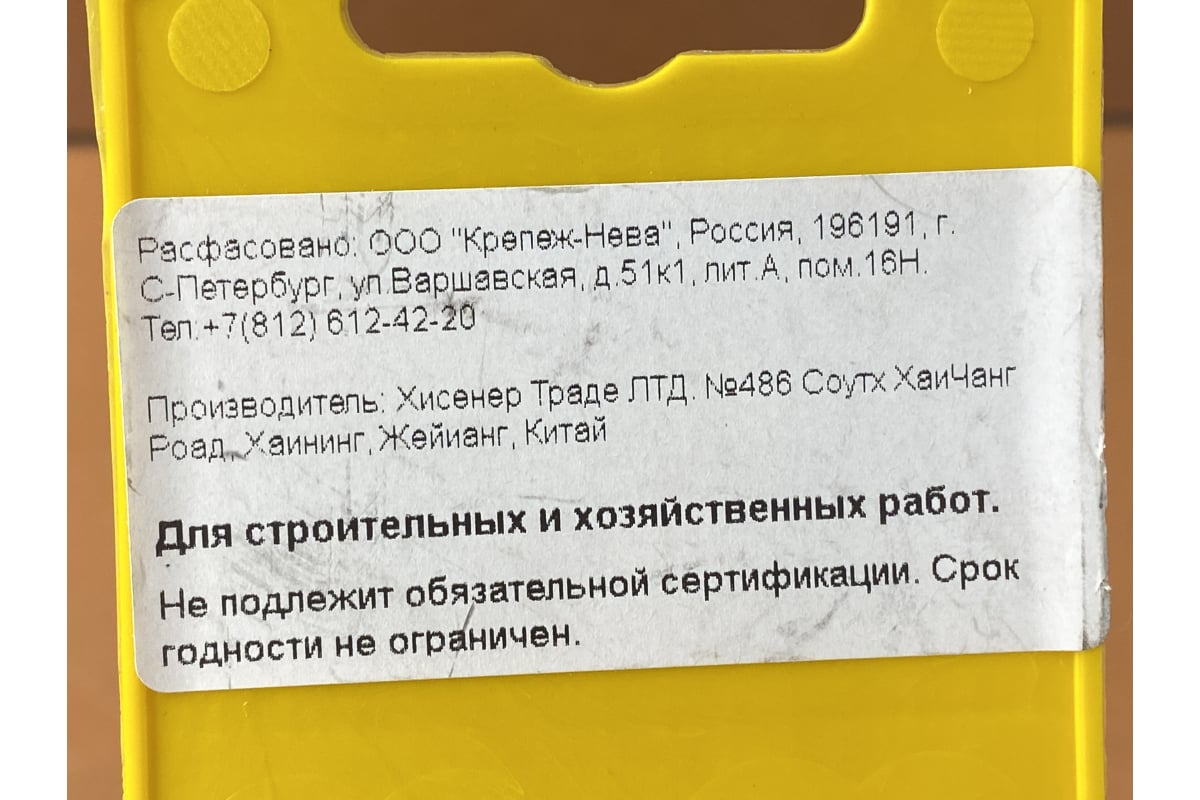 Расфасовано: ООО "Крепеж-Нева", Россия, 196191, г.
С-Петербург, ул.Варшавская, д.51к1, лит.А, пом.16Н.
Тел:+7(812) 612-42-20
Производитель: Хисенер Траде ЛТД. №486 Соутх ХаиЧанг
Роад, Хаининг, Жейианг, Китай
Для строительных и хозяйственных работ.
Не подлежит обязательной сертификации. Срок
годности не ограничен.